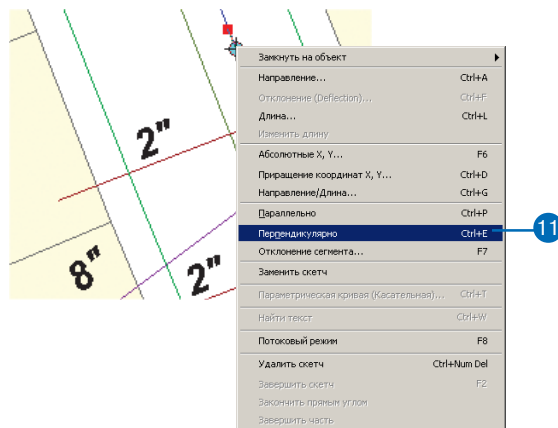 Замкнуть на объект
Направление... Ctrl+A
Отклонение (Deflection)... Ctrl+F
Длина... Ctrl+L
Изменить длину
2"
Абсолютные X, Y... F6
Приращение координат X, Y... Ctrl+D
Направление/Длина... Ctrl+G
Параллельно Ctrl+P
Перпендикулярно Ctrl+E
11
Отклонение сегмента... F7
8"
2"
Заменить скетч
Параметрическая кривая (Касательная)... Ctrl+T
Найти текст Ctrl+W
Потоковый режим F8
Удалить скетч Ctrl+Num Del
Завершить скетч F2
Закончить прямым углом
Завершить часть